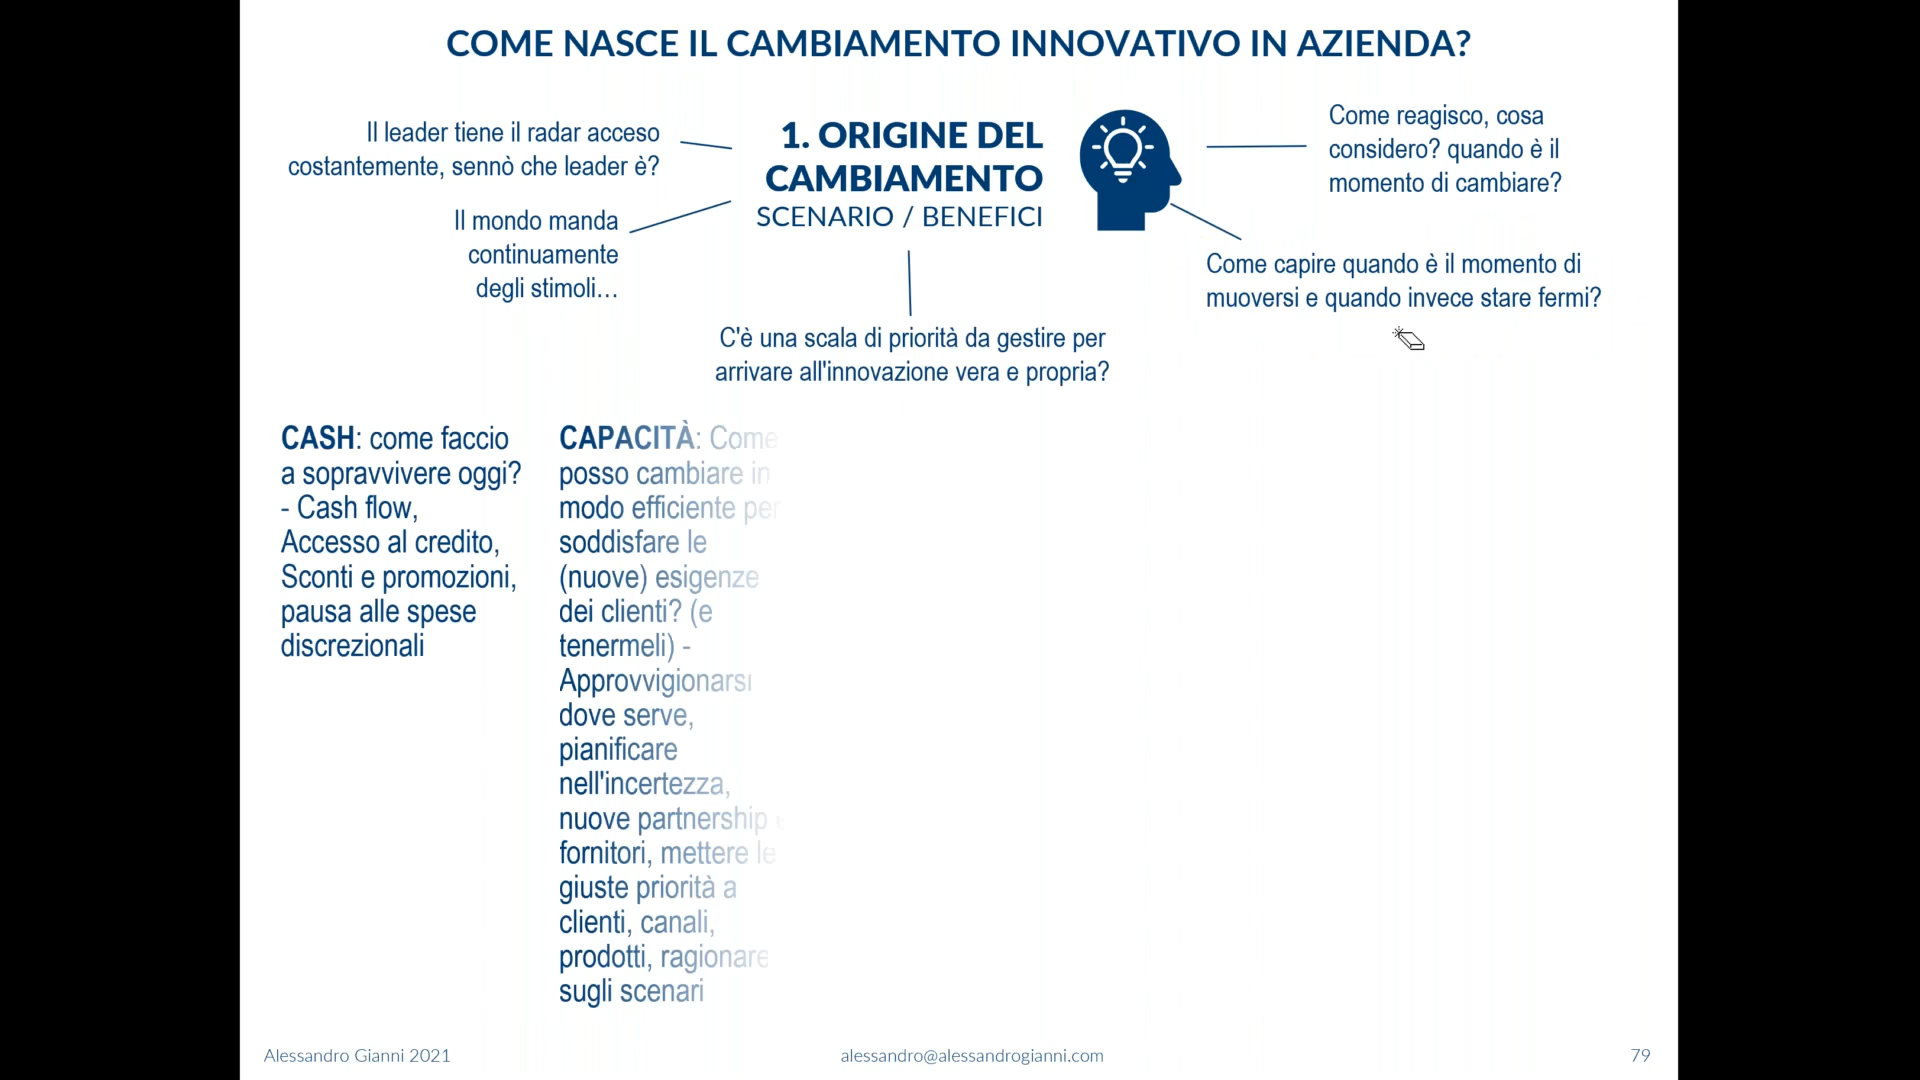 COME NASCE IL CAMBIAMENTO INNOVATIVO IN AZIENDA?
Il leader tiene il radar acceso
costantemente, sennò che leader è?
Il mondo manda
continuamente
degli stimoli…
1. ORIGINE DEL
CAMBIAMENTO
SCENARIO / BENEFICI
Come reagisco, cosa
considero? quando è il
momento di cambiare?
Come capire quando è il momento di
muoversi e quando invece stare fermi?
C'è una scala di priorità da gestire per
arrivare all'innovazione vera e propria?
CASH: come faccio
a sopravvivere oggi?
- Cash flow,
Accesso al credito,
Sconti e promozioni,
pausa alle spese
discrezionali
CAPACITÀ: Come
posso cambiare in
modo efficiente per
soddisfare le
(nuove) esigenze
dei clienti? (e
tenermeli) -
Approvvigionarsi
dove serve,
pianificare
nell'incertezza,
nuove partnership e
fornitori, mettere le
giuste priorità a
clienti, canali,
prodotti, ragionare
sugli scenari
Alessandro Gianni 2021
alessandro@alessandrogianni.com
79